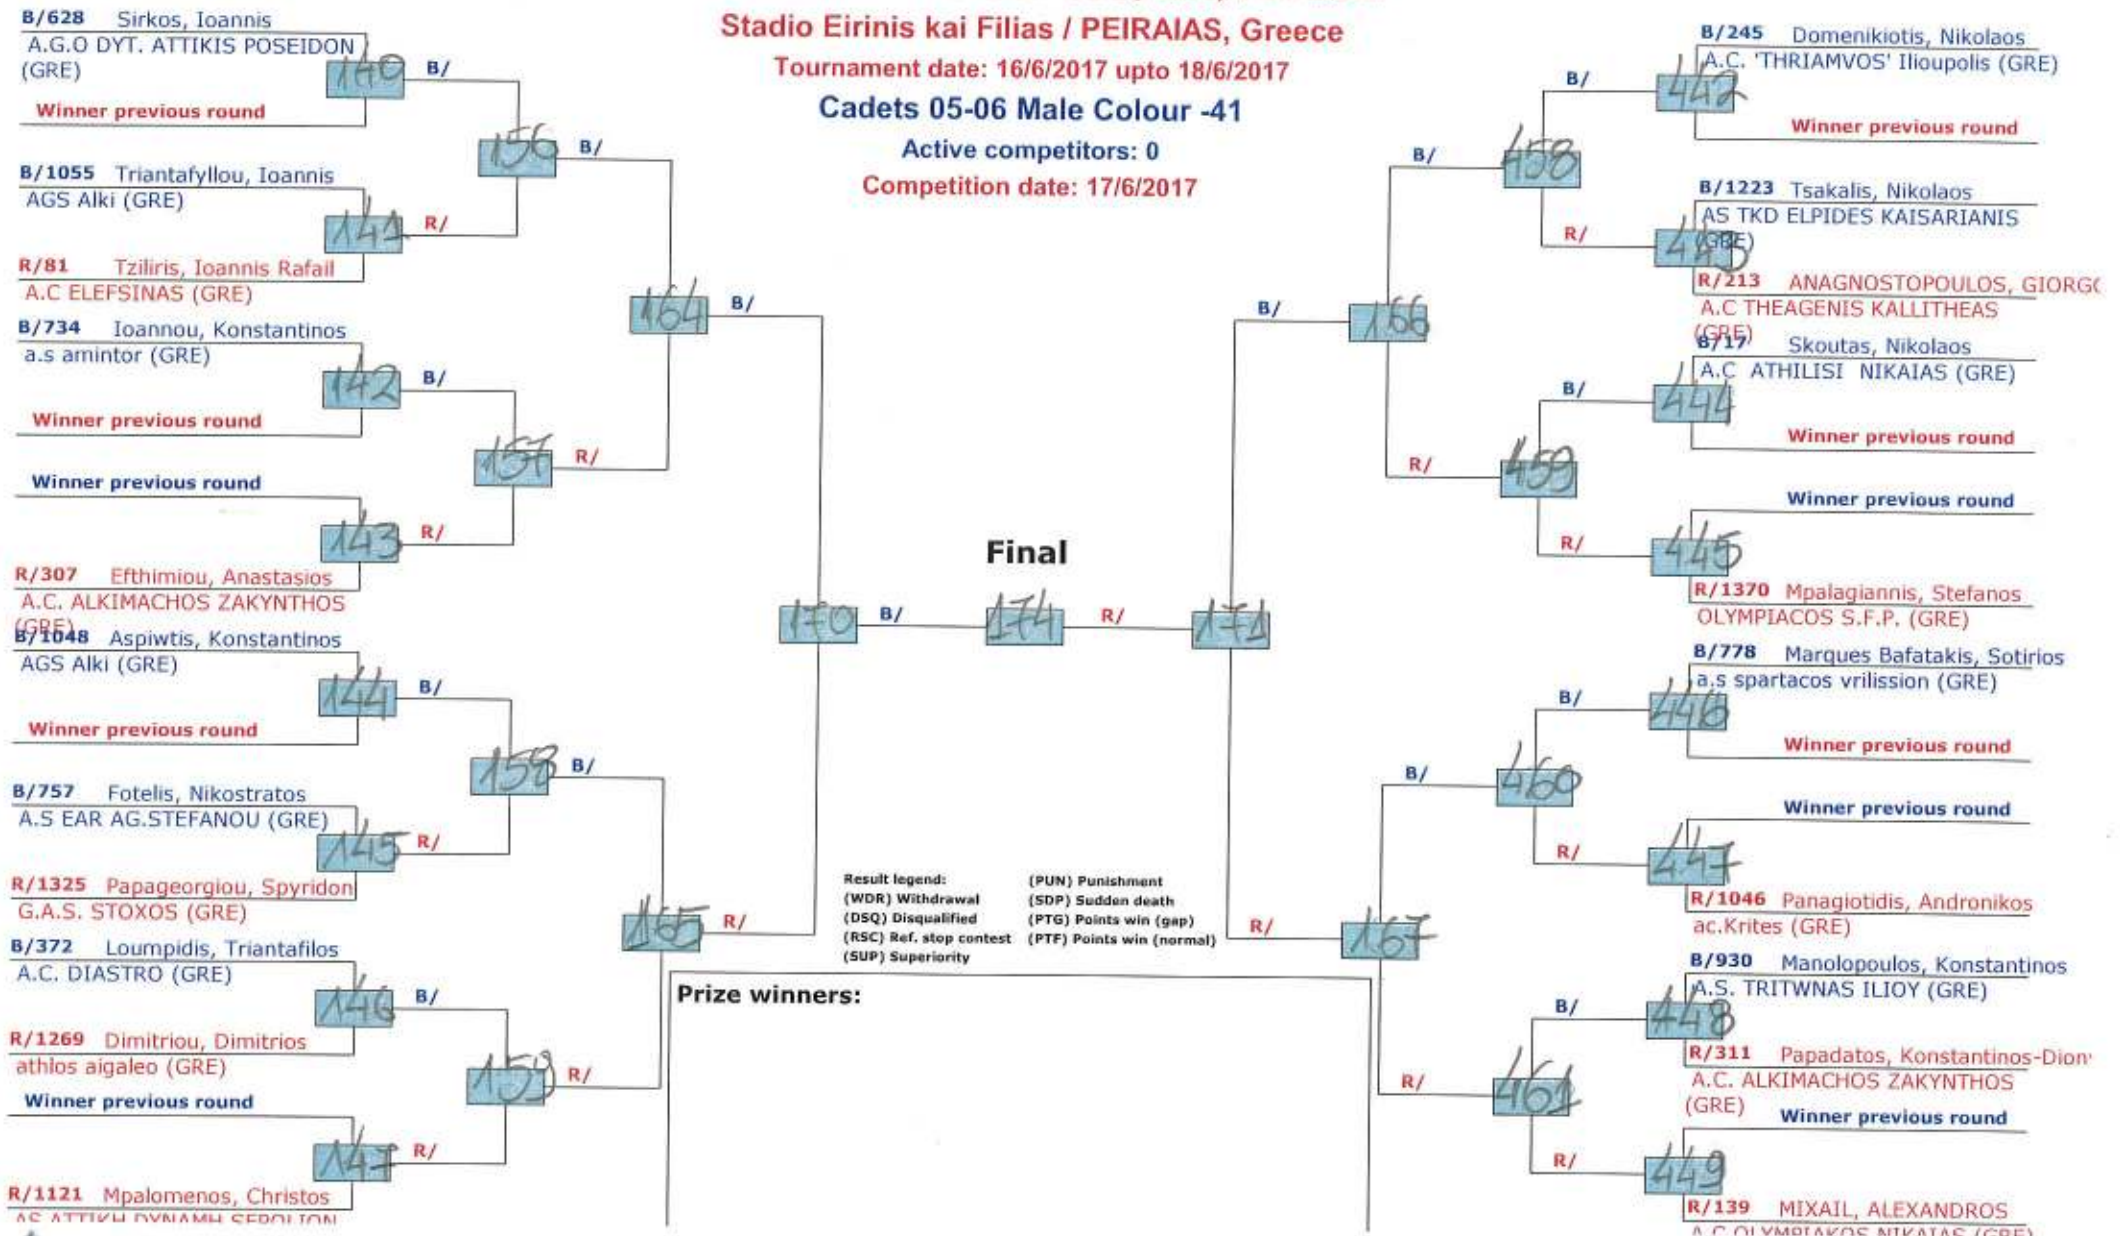 Stadio Eirinis kai Filias / PEIRAIAS, Greece
Tournament date: 16/6/2017 upto 18/6/2017
Cadets 05-06 Male Colour -41
Active competitors: 0
Competition date: 17/6/2017
B/628 Sirkos, Ioannis
A.G.O DYT. ATTIKIS POSEIDON
(GRE)
140 B/
Winner previous round
156 B/
B/1055 Triantafyllou, Ioannis
AGS Alki (GRE)
141 R/
R/81 Tziliris, Ioannis Rafail
A.C ELEFSINAS (GRE)
164 B/
B/734 Ioannou, Konstantinos
a.s amintor (GRE)
142 B/
Winner previous round
157 R/
Winner previous round
143 R/
R/307 Efthimiou, Anastasios
A.C. ALKIMACHOS ZAKYNTHOS
(GRE)
170 B/
B/1048 Aspiwtis, Konstantinos
AGS Alki (GRE)
144 B/
Winner previous round
158 B/
B/757 Fotelis, Nikostratos
A.S EAR AG.STEFANOU (GRE)
145 R/
R/1325 Papageorgiou, Spyridon
G.A.S. STOXOS (GRE)
165 R/
B/372 Loumpidis, Triantafilos
A.C. DIASTRO (GRE)
146 B/
R/1269 Dimitriou, Dimitrios
athlos aigaleo (GRE)
159 R/
Winner previous round
147 R/
R/1121 Mpalomenos, Christos
AS ATTIKH DYNAMH SEPOLION
Final
174
R/ 171
B/245 Domenikiotis, Nikolaos
A.C. 'THRIAMVOS' Ilioupolis (GRE)
B/ 442
Winner previous round
B/ 458
B/1223 Tsakalis, Nikolaos
AS TKD ELPIDES KAISARIANIS
(GRE)
R/ 443
R/213 ANAGNOSTOPOULOS, GIORGO
A.C THEAGENIS KALLITHEAS
(GRE)
B/ 166
B/17 Skoutas, Nikolaos
A.C ATHILISI NIKAIAS (GRE)
B/ 444
Winner previous round
R/ 459
Winner previous round
R/ 445
R/1370 Mpalagiannis, Stefanos
OLYMPIACOS S.F.P. (GRE)
B/778 Marques Bafatakis, Sotirios
a.s spartacos vrilission (GRE)
B/ 446
Winner previous round
B/ 460
Winner previous round
R/ 447
R/1046 Panagiotidis, Andronikos
ac.Krites (GRE)
R/ 167
B/930 Manolopoulos, Konstantinos
A.S. TRITWNAS ILIOY (GRE)
B/ 448
R/311 Papadatos, Konstantinos-Dion
A.C. ALKIMACHOS ZAKYNTHOS
(GRE)
R/ 461
Winner previous round
R/ 449
R/139 MIXAIL, ALEXANDROS
A.C OLYMPIAKOS NIKAIAS (GRE)
Result legend: (PUN) Punishment
(WDR) Withdrawal (SDP) Sudden death
(DSQ) Disqualified (PTG) Points win (gap)
(RSC) Ref. stop contest (PTF) Points win (normal)
(SUP) Superiority
Prize winners: